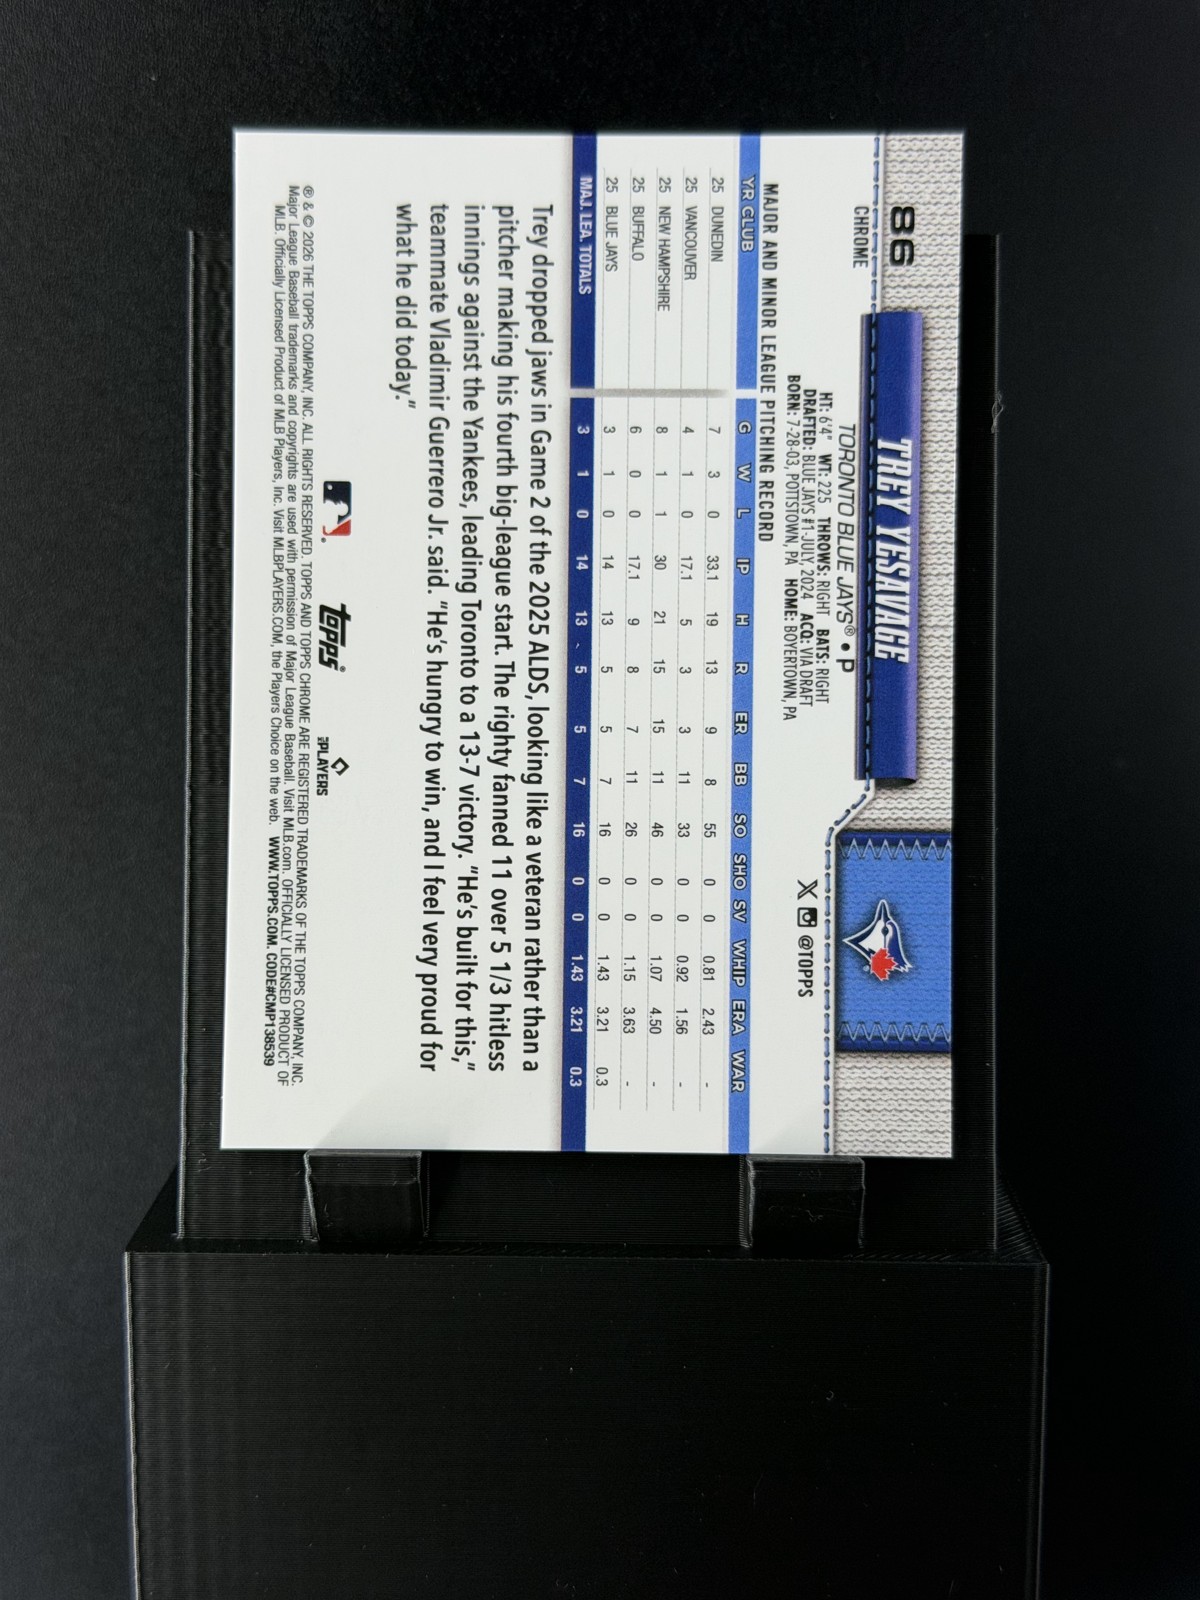 86
CHROME
TREY YESAVAGE
TORONTO BLUE JAYS® • P
HT: 6'4" WT: 225 THROWS: RIGHT BATS: RIGHT
DRAFTED: BLUE JAYS #1-JULY, 2024 ACQ: VIA DRAFT
BORN: 7-28-03, POTTSTOWN, PA HOME: BOYERTOWN, PA
X @TOPPS
MAJOR AND MINOR LEAGUE PITCHING RECORD
YR CLUB G W L IP H R ER BB SO SHO SV WHIP ERA WAR
25 DUNEDIN 7 3 0 33.1 19 13 9 8 55 0 0 0.81 2.43 -
25 VANCOUVER 4 1 0 17.1 5 3 3 11 33 0 0 0.92 1.56 -
25 NEW HAMPSHIRE 8 1 1 30 21 15 15 11 46 0 0 1.07 4.50 -
25 BUFFALO 6 0 0 17.1 9 8 7 11 26 0 0 1.15 3.63 -
25 BLUE JAYS 3 1 0 14 13 5 5 7 16 0 0 1.43 3.21 0.3
MAJ. LEA. TOTALS 3 1 0 14 13 5 5 7 16 0 0 1.43 3.21 0.3
Trey dropped jaws in Game 2 of the 2025 ALDS, looking like a veteran rather than a
pitcher making his fourth big-league start. The righty fanned 11 over 5 1/3 hitless
innings against the Yankees, leading Toronto to a 13-7 victory. "He's built for this,"
teammate Vladimir Guerrero Jr. said. "He's hungry to win, and I feel very proud for
what he did today."
topps®
MLB PLAYERS
® & © 2026 THE TOPPS COMPANY, INC. ALL RIGHTS RESERVED. TOPPS AND TOPPS CHROME ARE REGISTERED TRADEMARKS OF THE TOPPS COMPANY, INC.
Major League Baseball trademarks and copyrights are used with permission of Major League Baseball. Visit MLB.com. OFFICIALLY LICENSED PRODUCT OF
MLB. Officially Licensed Product of MLB Players, Inc. Visit MLBPLAYERS.COM, the Players Choice on the web. WWW.TOPPS.COM. CODE#CMP138539